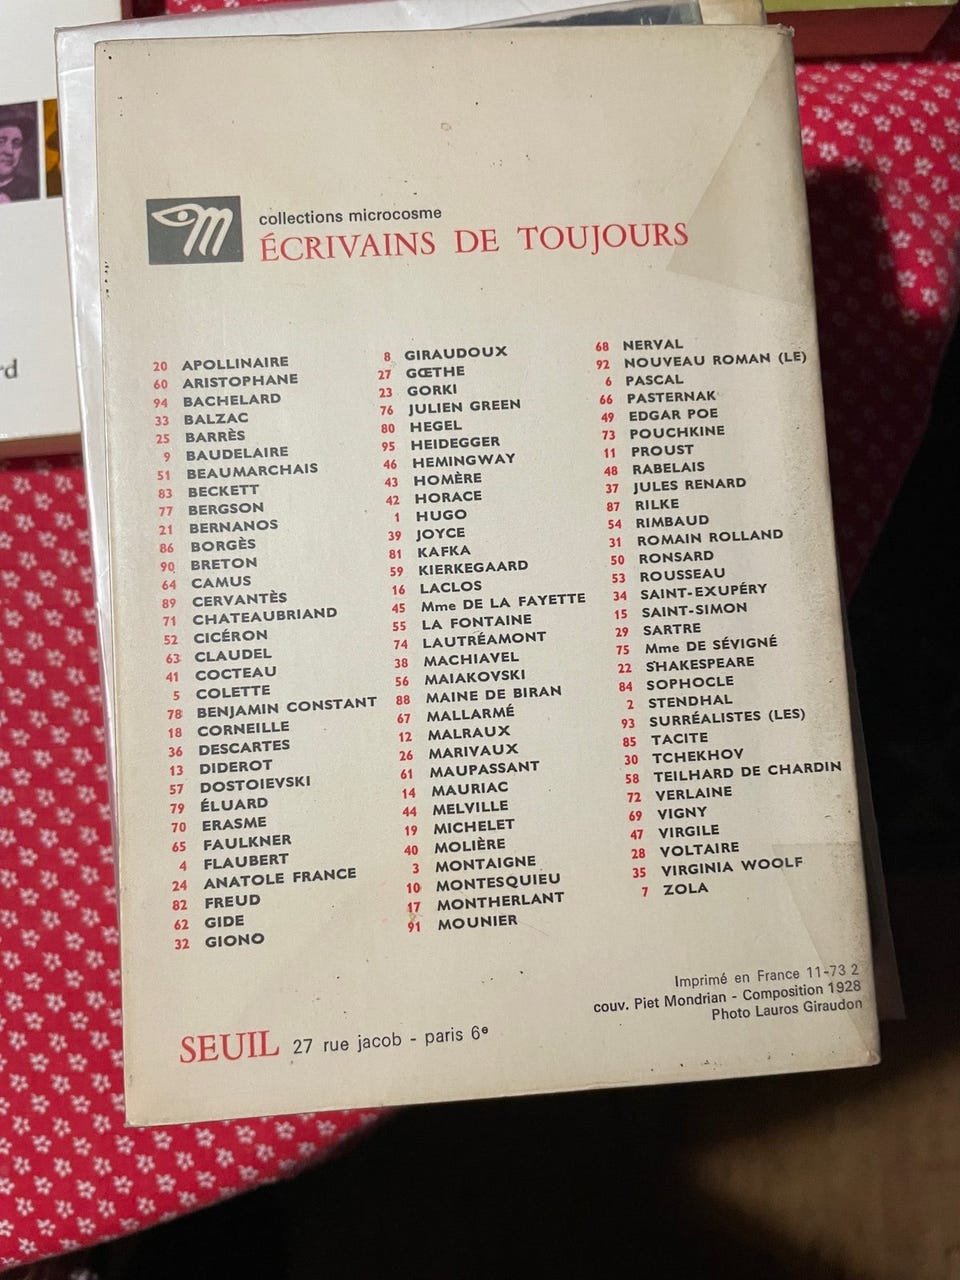 rd
M
collections microcosme
ÉCRIVAINS DE TOUJOURS
20 APOLLINAIRE
60 ARISTOPHANE
94 BACHELARD
33 BALZAC
25 BARRÈS
9 BAUDELAIRE
51 BEAUMARCHAIS
83 BECKETT
77 BERGSON
21 BERNANOS
86 BORGÈS
90 BRETON
64 CAMUS
89 CERVANTÈS
71 CHATEAUBRIAND
52 CICÉRON
63 CLAUDEL
41 COCTEAU
5 COLETTE
78 BENJAMIN CONSTANT
18 CORNEILLE
36 DESCARTES
13 DIDEROT
57 DOSTOIEVSKI
79 ÉLUARD
70 ERASME
65 FAULKNER
4 FLAUBERT
24 ANATOLE FRANCE
82 FREUD
62 GIDE
32 GIONO
8 GIRAUDOUX
27 GŒTHE
23 GORKI
76 JULIEN GREEN
80 HEGEL
95 HEIDEGGER
46 HEMINGWAY
43 HOMÈRE
42 HORACE
1 HUGO
39 JOYCE
81 KAFKA
59 KIERKEGAARD
16 LACLOS
45 Mme DE LA FAYETTE
55 LA FONTAINE
74 LAUTRÉAMONT
38 MACHIAVEL
56 MAIAKOVSKI
88 MAINE DE BIRAN
67 MALLARMÉ
12 MALRAUX
26 MARIVAUX
61 MAUPASSANT
14 MAURIAC
44 MELVILLE
19 MICHELET
40 MOLIÈRE
3 MONTAIGNE
10 MONTESQUIEU
17 MONTHERLANT
91 MOUNIER
68 NERVAL
92 NOUVEAU ROMAN (LE)
6 PASCAL
66 PASTERNAK
49 EDGAR POE
73 POUCHKINE
11 PROUST
48 RABELAIS
37 JULES RENARD
87 RILKE
54 RIMBAUD
31 ROMAIN ROLLAND
50 RONSARD
53 ROUSSEAU
34 SAINT-EXUPÉRY
15 SAINT-SIMON
29 SARTRE
75 Mme DE SÉVIGNÉ
22 SHAKESPEARE
84 SOPHOCLE
2 STENDHAL
93 SURRÉALISTES (LES)
85 TACITE
30 TCHEKHOV
58 TEILHARD DE CHARDIN
72 VERLAINE
69 VIGNY
47 VIRGILE
28 VOLTAIRE
35 VIRGINIA WOOLF
7 ZOLA
Imprimé en France 11-73 2
couv. Piet Mondrian - Composition 1928
Photo Lauros Giraudon
SEUIL 27 rue jacob - paris 6e